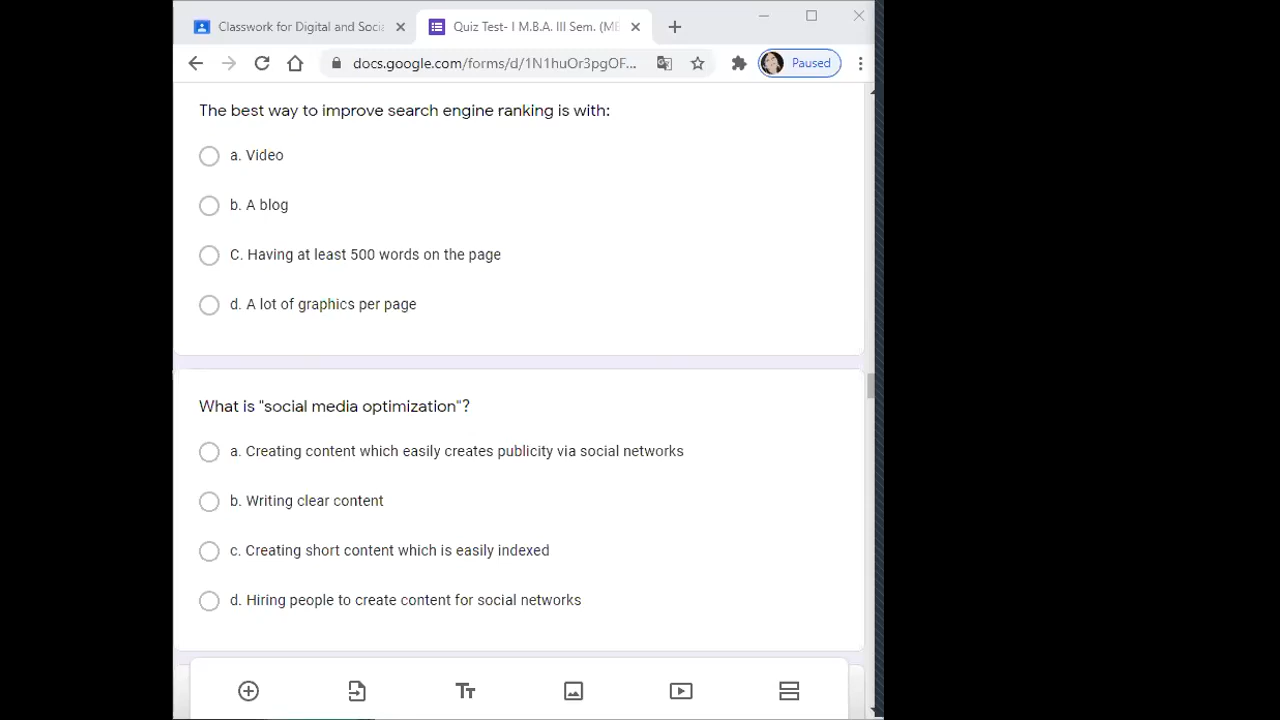 Classwork for Digital and Socia
Quiz Test- I M.B.A. III Sem. (ME
docs.google.com/forms/d/1N1huOr3pgOF...
Paused
The best way to improve search engine ranking is with:
a. Video
b. A blog
C. Having at least 500 words on the page
d. A lot of graphics per page
What is "social media optimization"?
a. Creating content which easily creates publicity via social networks
b. Writing clear content
c. Creating short content which is easily indexed
d. Hiring people to create content for social networks
Tт